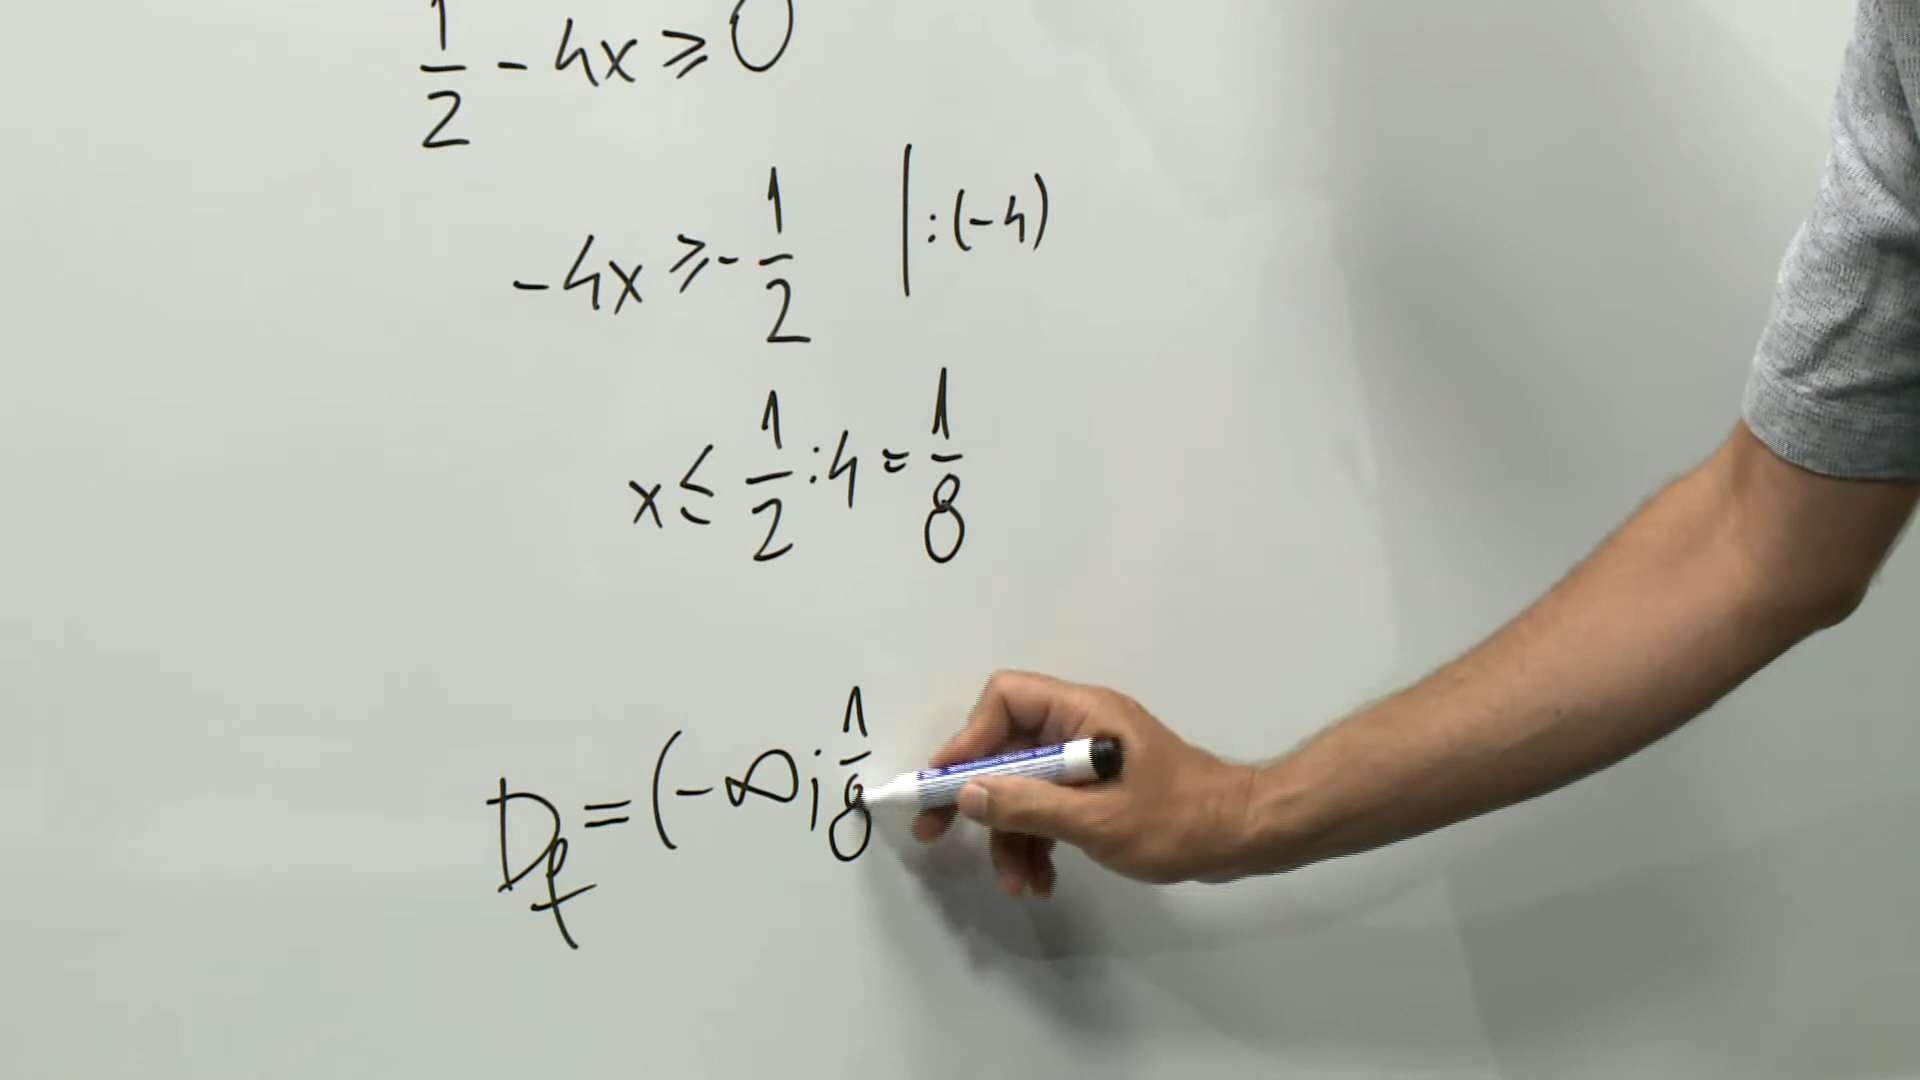 1/2 - 4x ≥ 0
-4x ≥ -1/2 | :(-4)
x ≤ 1/2 : 4 = 1/8
D_f = (-∞; 1/8